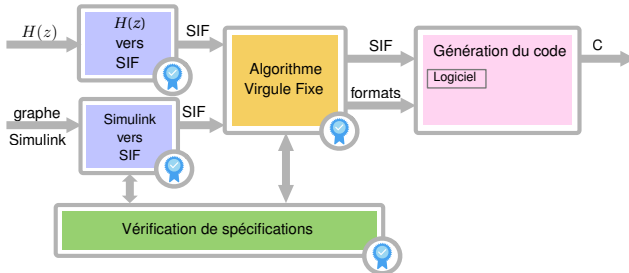 H(z)
H(z)
vers
SIF
SIF
Algorithme
Virgule Fixe
SIF
formats
Génération du code
Logiciel
C
graphe
Simulink
Simulink
vers
SIF
SIF
Vérification de spécifications